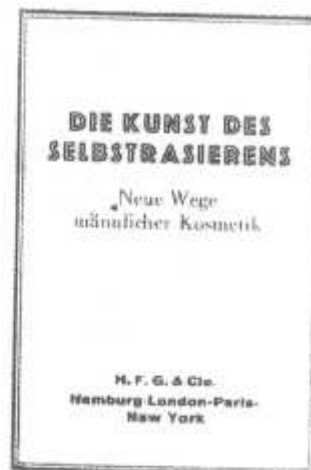 DIE KUNST DES
SELBSTRASIERENS
Neue Wege
männlicher Kosmetik
H. F. G. & Cie.
Hamburg-London-Paris-
New York